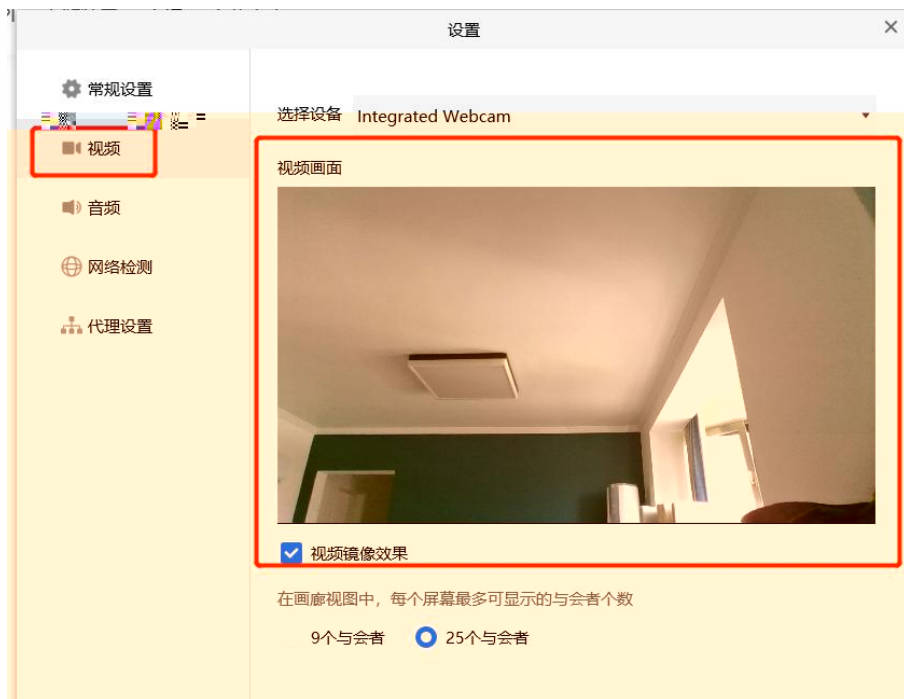 设置
常规设置
选择设备 Integrated Webcam
视频
视频画面
音频
网络检测
代理设置
视频镜像效果
在画廊视图中，每个屏幕最多可显示的与会者个数
9个与会者 25个与会者